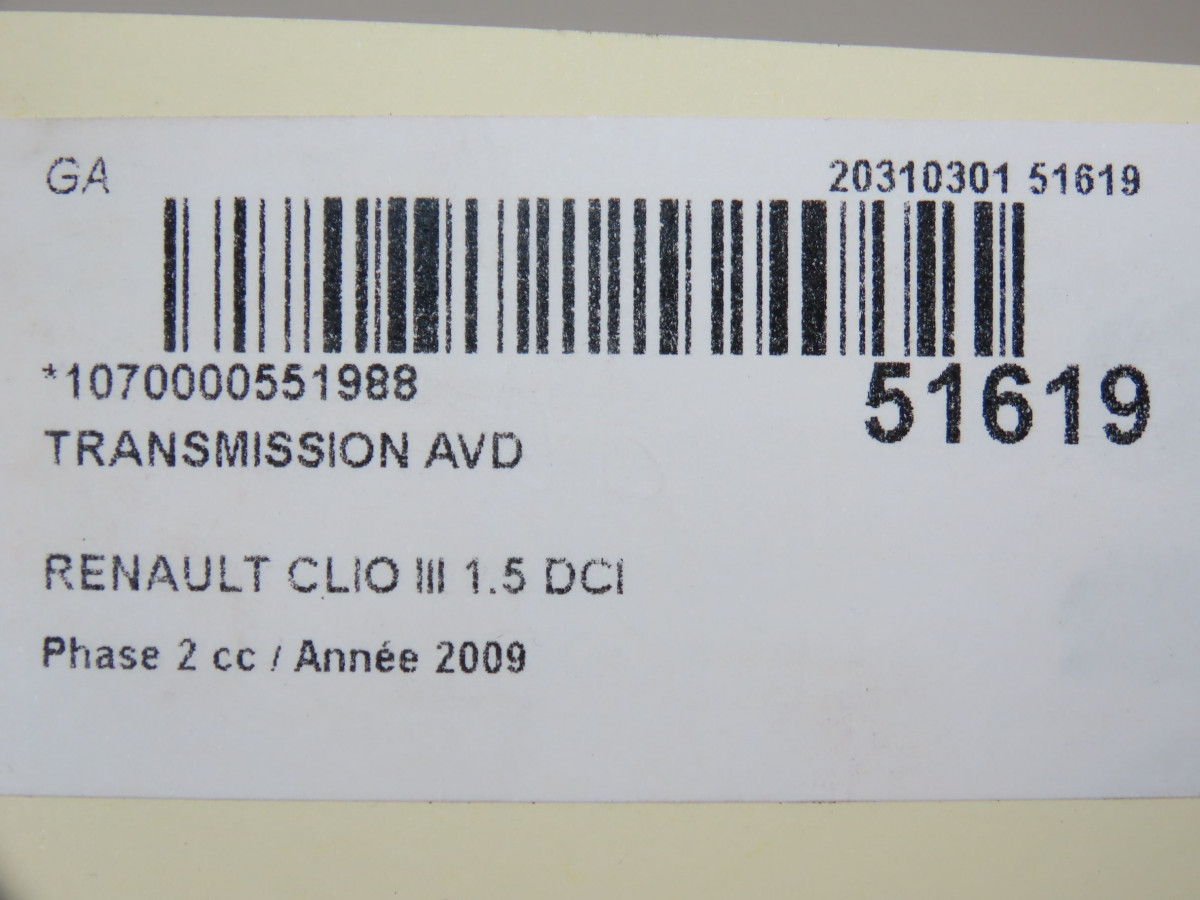 GA
20310301 51619
*1070000551988
51619
TRANSMISSION AVD
RENAULT CLIO III 1.5 DCI
Phase 2 cc / Année 2009